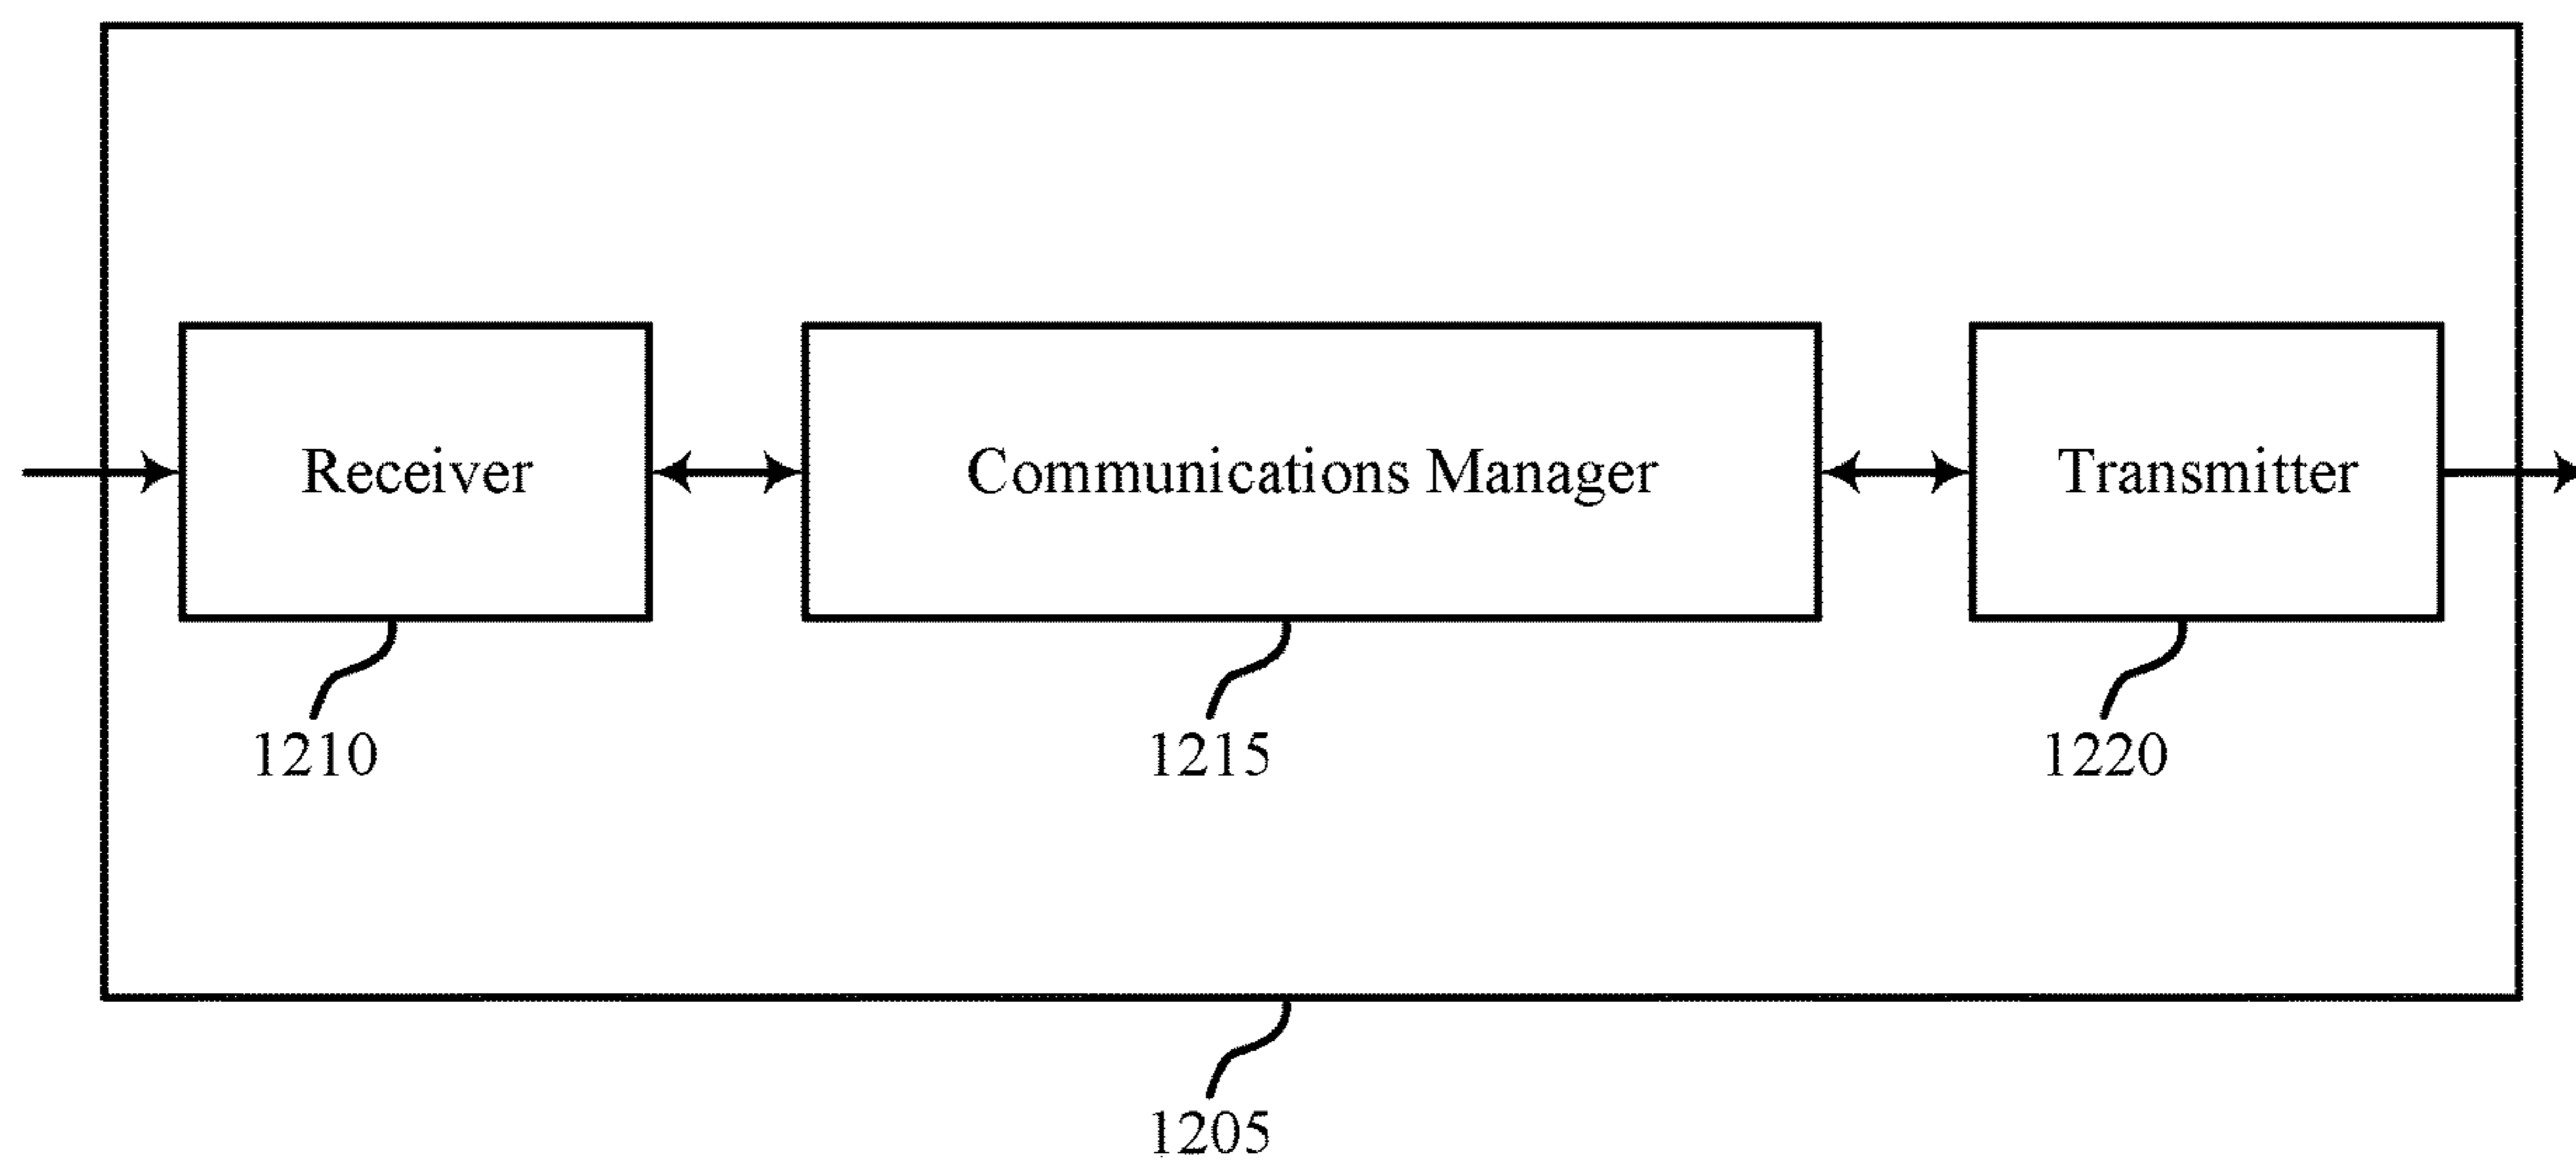 Receiver
Communications Manager
Transmitter
1210
1215
1220
1205